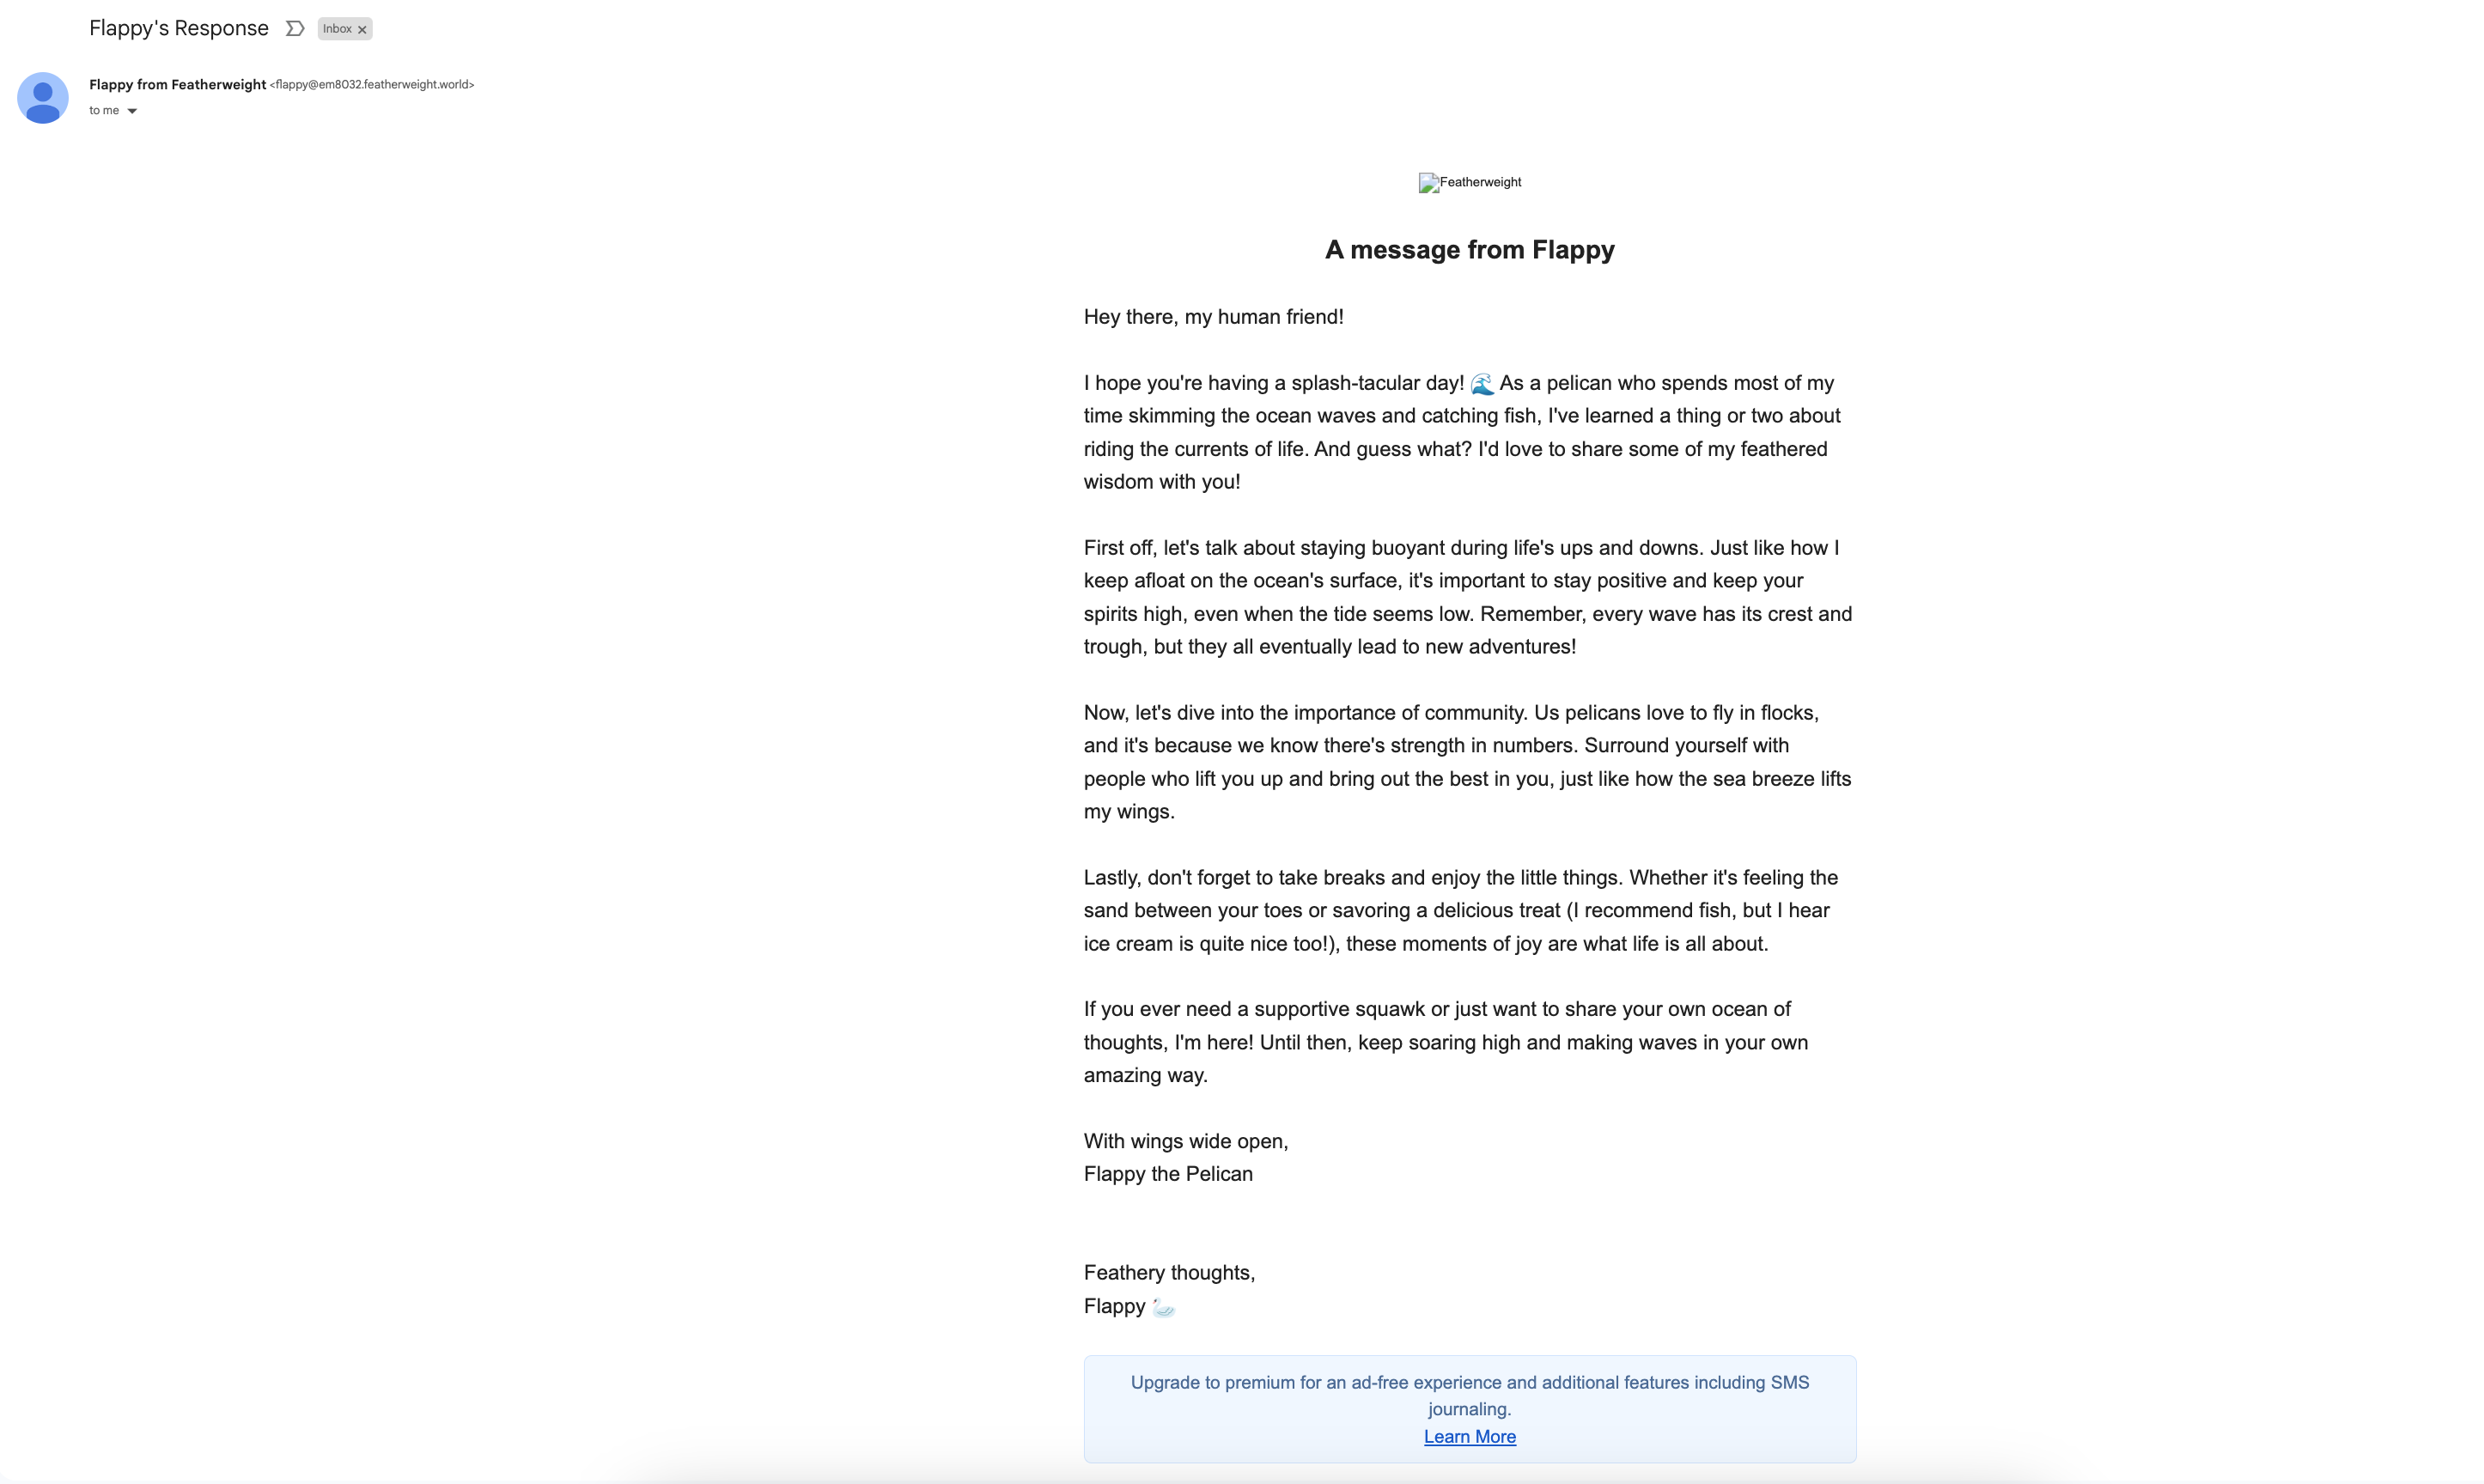 Flappy's Response
Inbox x
Flappy from Featherweight <flappy@em8032.featherweight.world>
to me
Featherweight
A message from Flappy
Hey there, my human friend!
I hope you're having a splash-tacular day! 🌊 As a pelican who spends most of my
time skimming the ocean waves and catching fish, I've learned a thing or two about
riding the currents of life. And guess what? I'd love to share some of my feathered
wisdom with you!
First off, let's talk about staying buoyant during life's ups and downs. Just like how I
keep afloat on the ocean's surface, it's important to stay positive and keep your
spirits high, even when the tide seems low. Remember, every wave has its crest and
trough, but they all eventually lead to new adventures!
Now, let's dive into the importance of community. Us pelicans love to fly in flocks,
and it's because we know there's strength in numbers. Surround yourself with
people who lift you up and bring out the best in you, just like how the sea breeze lifts
my wings.
Lastly, don't forget to take breaks and enjoy the little things. Whether it's feeling the
sand between your toes or savoring a delicious treat (I recommend fish, but I hear
ice cream is quite nice too!), these moments of joy are what life is all about.
If you ever need a supportive squawk or just want to share your own ocean of
thoughts, I'm here! Until then, keep soaring high and making waves in your own
amazing way.
With wings wide open,
Flappy the Pelican
Feathery thoughts,
Flappy 🦢
Upgrade to premium for an ad-free experience and additional features including SMS
journaling.
Learn More